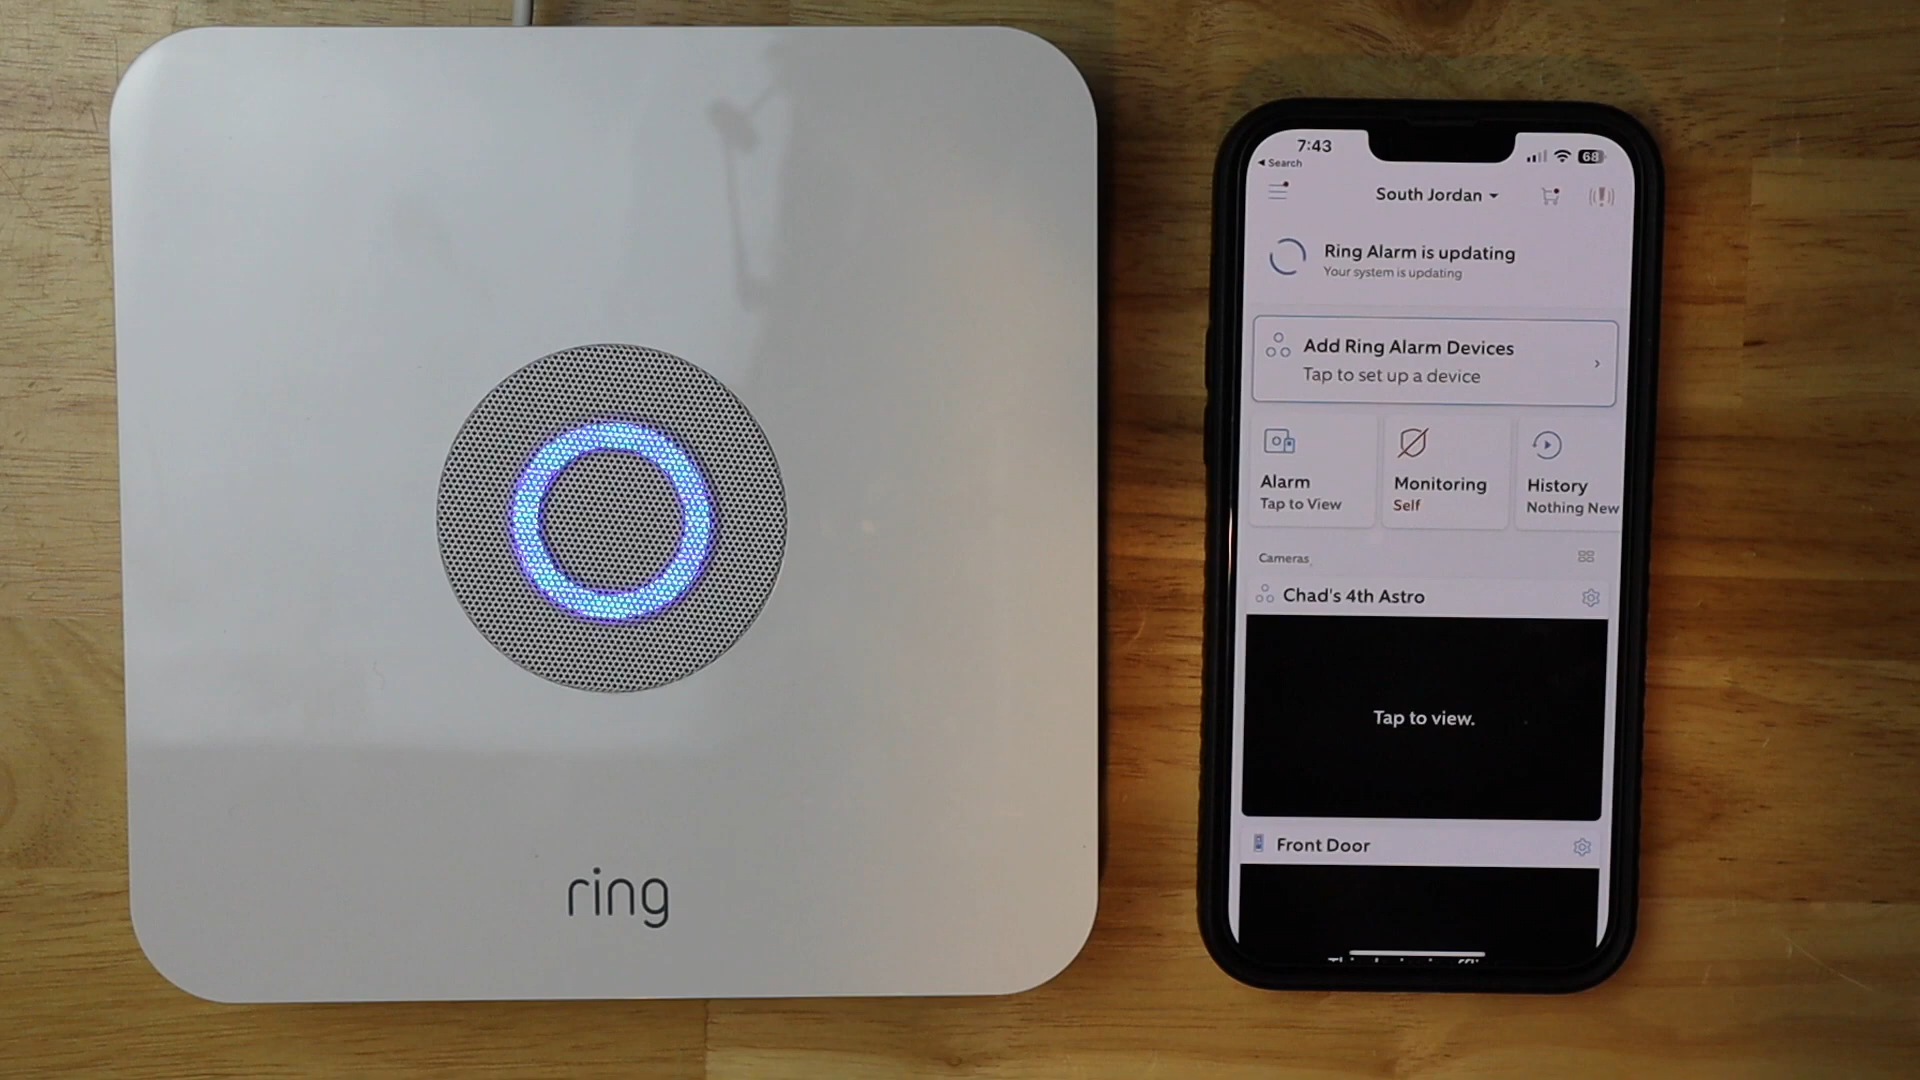 ring
7:43
68
Search
South Jordan
Ring Alarm is updating
Your system is updating
Add Ring Alarm Devices
Tap to set up a device
Alarm
Tap to View
Monitoring
Self
History
Nothing New
Cameras
Chad's 4th Astro
Tap to view.
Front Door